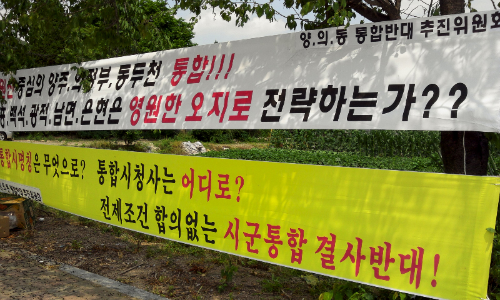 양.의.동 통합반대 추진위원회
중심의 양주.의정부.동두천 통합!!!
백석.광적.남면.은현은 영원한 오지로 전략하는가??
통합시명칭은 무엇으로? 통합시청사는 어디로?
전제조건 합의없는 시군통합 결사반대!